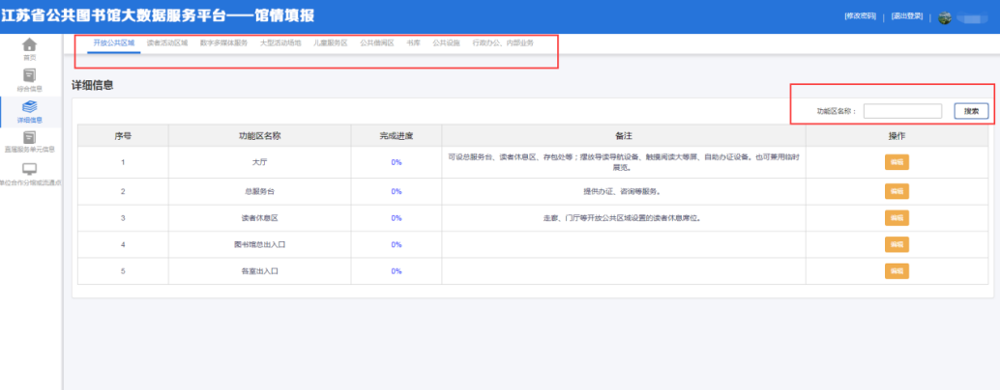 江苏省公共图书馆大数据服务平台——馆情填报
[修改密码] | [退出登录] |
首页
综合信息
详细信息
直属服务单元信息
单位合作分馆或流通点
开放公共区域 读者活动区域 数字多媒体服务 大型活动场地 儿童服务区 公共借阅区 书库 公共设施 行政办公、内部业务
详细信息
功能区名称： 搜索
序号 功能区名称 完成进度 备注 操作
1 大厅 0% 可设总服务台、读者休息区、存包处等；摆放导读导航设备、触摸阅读大等屏、自助办证设备。也可兼用临时
展览。 编辑
2 总服务台 0% 提供办证、咨询等服务。 编辑
3 读者休息区 0% 走廊、门厅等开放公共区域设置的读者休息席位。 编辑
4 图书馆总出入口 0% 编辑
5 各室出入口 0% 编辑